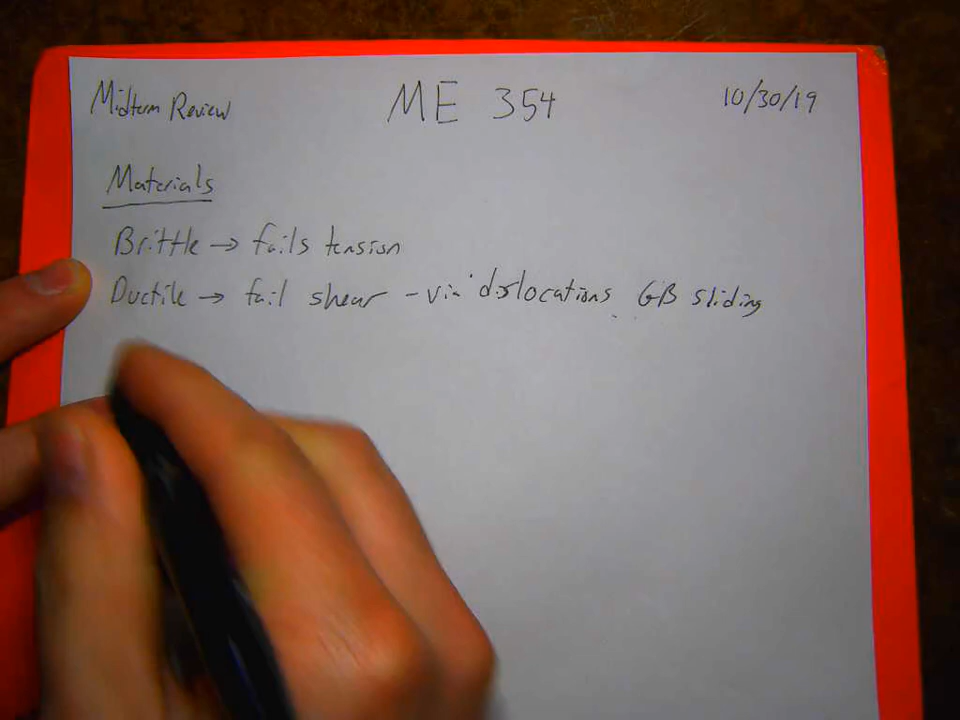 Midterm Review ME 354 10/30/19
Materials
Brittle → fails tension
Ductile → fail shear - via dislocations GB sliding